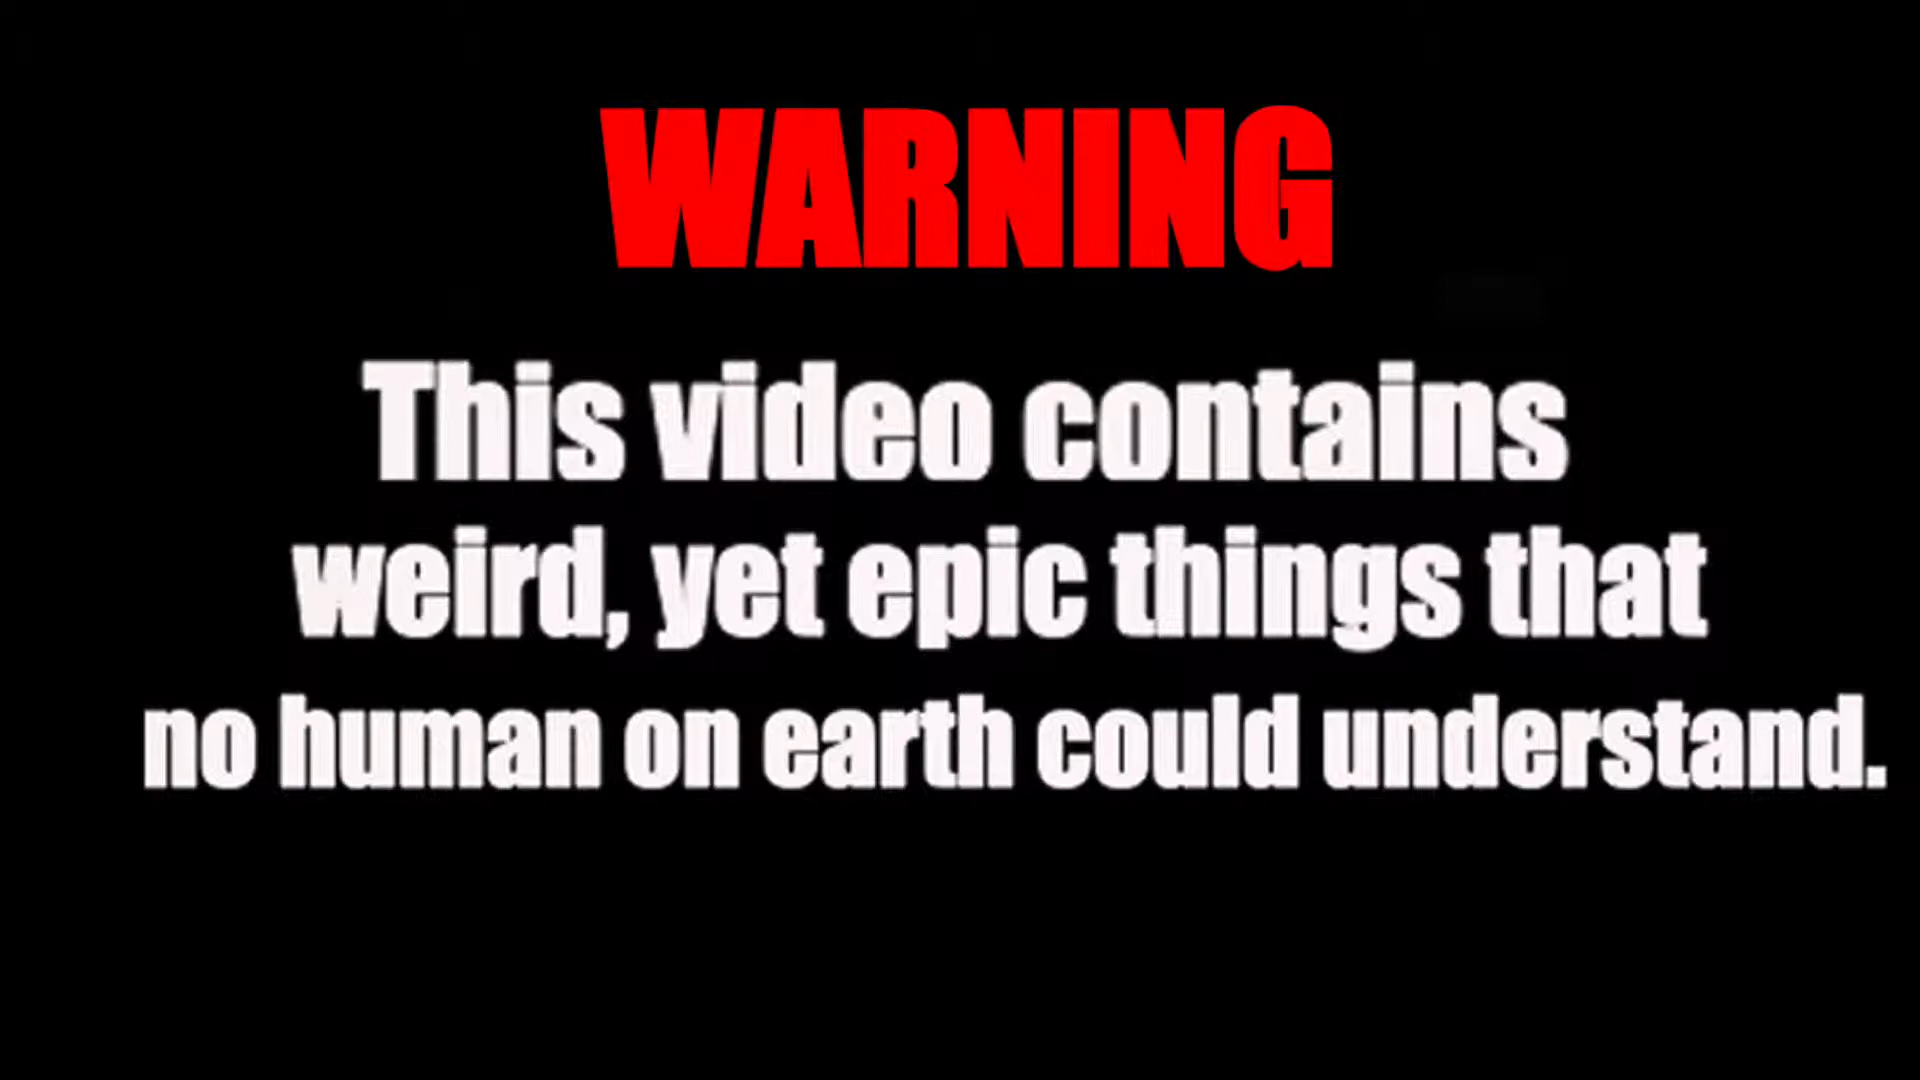 WARNING
This video contains
weird, yet epic things that
no human on earth could understand.